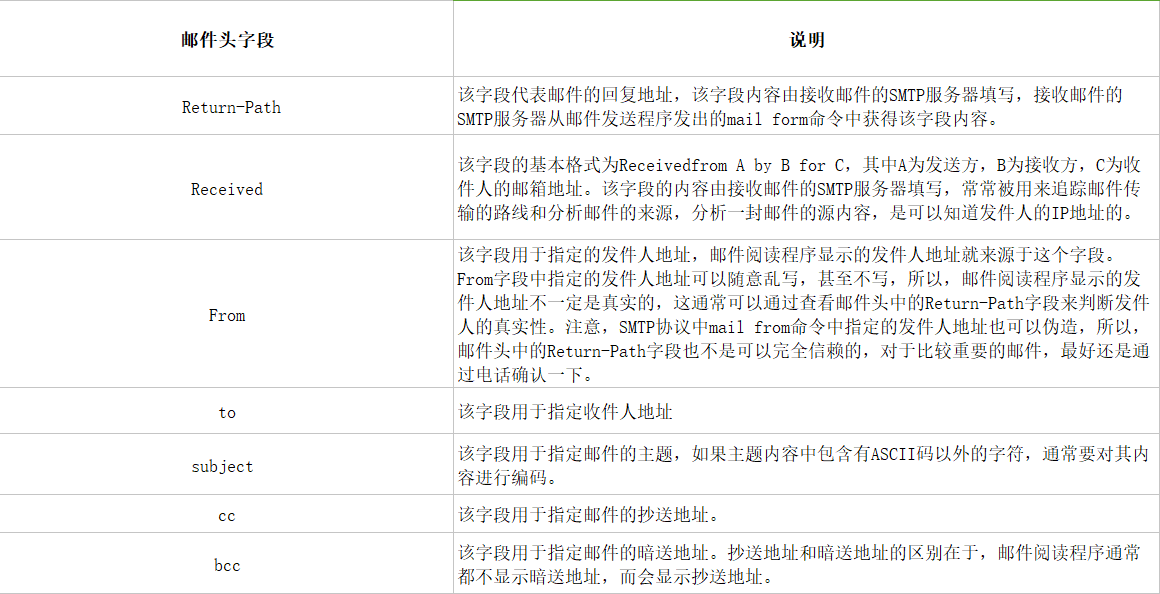 邮件头字段
说明
Return-Path
该字段代表邮件的回复地址，该字段内容由接收邮件的SMTP服务器填写，接收邮件的
SMTP服务器从邮件发送程序发出的mail form命令中获得该字段内容。
Received
该字段的基本格式为Receivedfrom A by B for C，其中A为发送方，B为接收方，C为收
件人的邮箱地址。该字段的内容由接收邮件的SMTP服务器填写，常常被用来追踪邮件传
输的路线和分析邮件的来源，分析一封邮件的源内容，是可以知道发件人的IP地址的。
From
该字段用于指定的发件人地址，邮件阅读程序显示的发件人地址就来源于这个字段。
From字段中指定的发件人地址可以随意乱写，甚至不写，所以，邮件阅读程序显示的发
件人地址不一定是真实的，这通常可以通过查看邮件头中的Return-Path字段来判断发件
人的真实性。注意，SMTP协议中mail from命令中指定的发件人地址也可以伪造，所以，
邮件头中的Return-Path字段也不是可以完全信赖的，对于比较重要的邮件，最好还是通
过电话确认一下。
to
该字段用于指定收件人地址
subject
该字段用于指定邮件的主题，如果主题内容中包含有ASCII码以外的字符，通常要对其内
容进行编码。
cc
该字段用于指定邮件的抄送地址。
bcc
该字段用于指定邮件的暗送地址。抄送地址和暗送地址的区别在于，邮件阅读程序通常
都不显示暗送地址，而会显示抄送地址。